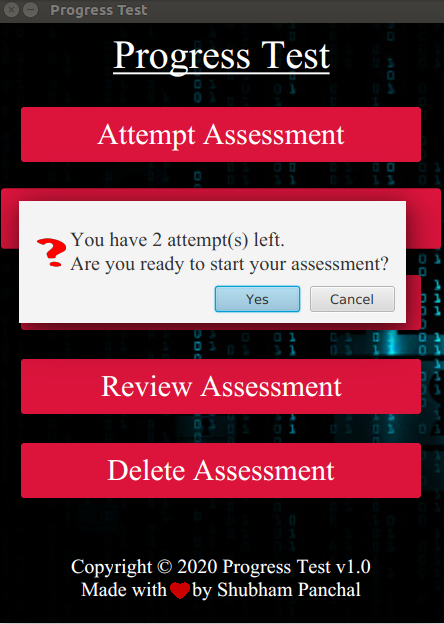 Progress Test
Progress Test
Attempt Assessment
You have 2 attempt(s) left.
Are you ready to start your assessment?
Yes
Cancel
Review Assessment
Delete Assessment
Copyright © 2020 Progress Test v1.0
Made with by Shubham Panchal